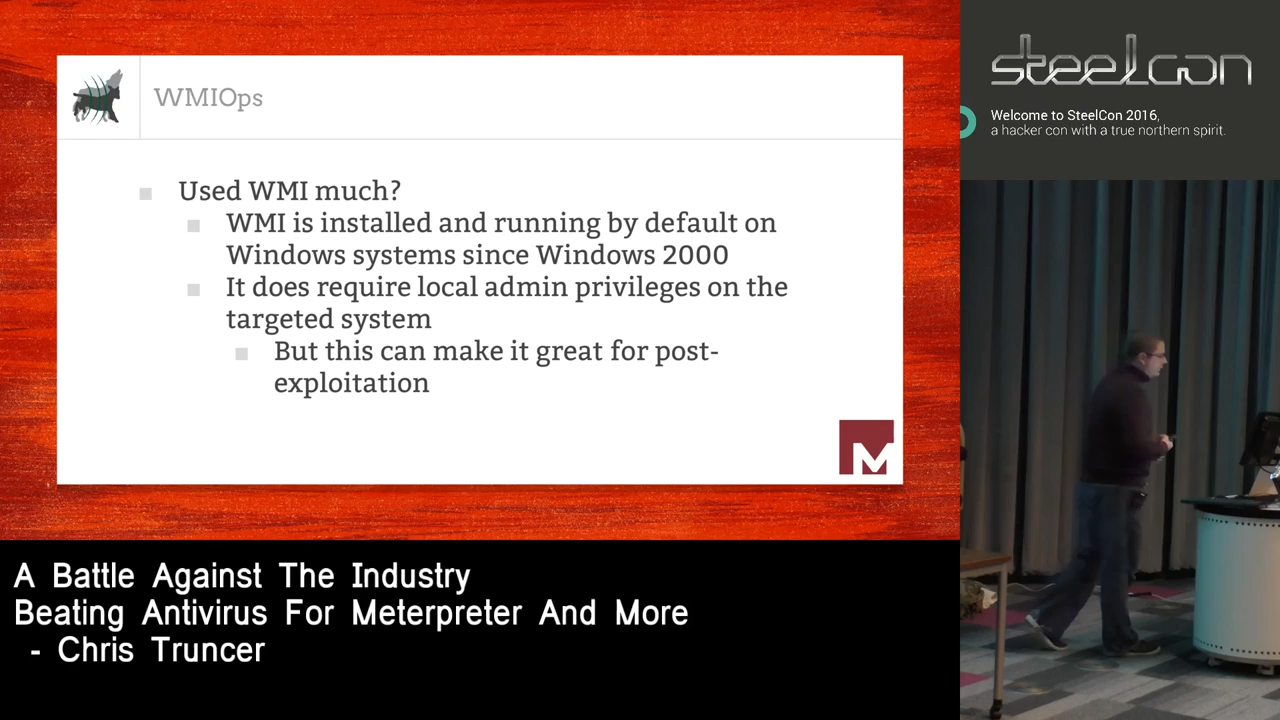 WMIOps
Used WMI much?
WMI is installed and running by default on
Windows systems since Windows 2000
It does require local admin privileges on the
targeted system
But this can make it great for post-
exploitation
M
steelcon
Welcome to SteelCon 2016,
a hacker con with a true northern spirit.
A Battle Against The Industry
Beating Antivirus For Meterpreter And More
- Chris Truncer